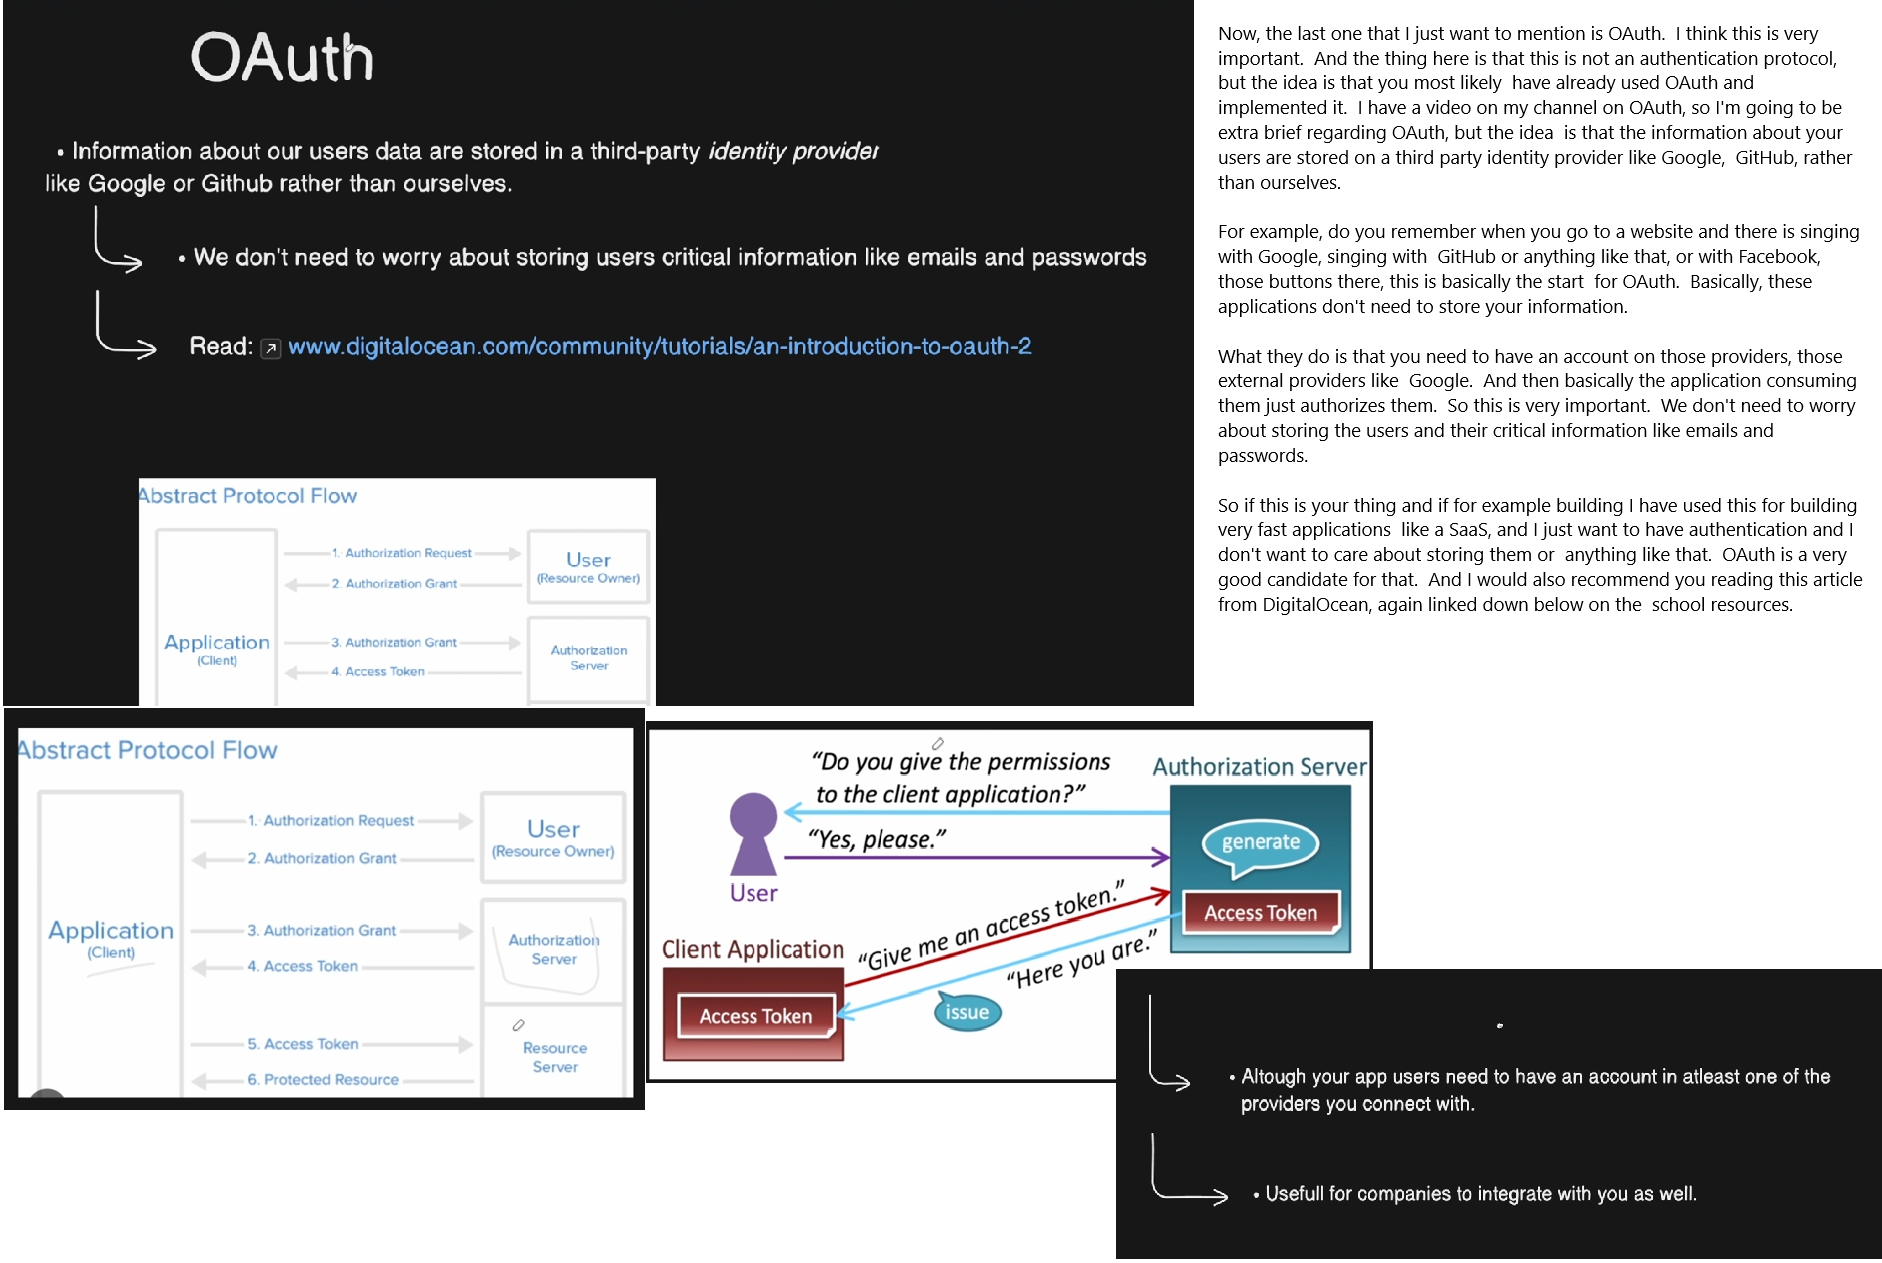 OAuth
• Information about our users data are stored in a third-party identity provider
like Google or Github rather than ourselves.
• We don't need to worry about storing users critical information like emails and passwords
Read: www.digitalocean.com/community/tutorials/an-introduction-to-oauth-2
Abstract Protocol Flow
1. Authorization Request
User
(Resource Owner)
2. Authorization Grant
Application
(Client)
3. Authorization Grant
Authorization
Server
4. Access Token
Now, the last one that I just want to mention is OAuth.  I think this is very
important.  And the thing here is that this is not an authentication protocol,
but the idea is that you most likely  have already used OAuth and
implemented it.  I have a video on my channel on OAuth, so I'm going to be
extra brief regarding OAuth, but the idea  is that the information about your
users are stored on a third party identity provider like Google,  GitHub, rather
than ourselves.
For example, do you remember when you go to a website and there is singing
with Google, singing with  GitHub or anything like that, or with Facebook,
those buttons there, this is basically the start  for OAuth.  Basically, these
applications don't need to store your information.
What they do is that you need to have an account on those providers, those
external providers like  Google.  And then basically the application consuming
them just authorizes them.  So this is very important.  We don't need to worry
about storing the users and their critical information like emails and
passwords.
So if this is your thing and if for example building I have used this for building
very fast applications  like a SaaS, and I just want to have authentication and I
don't want to care about storing them or  anything like that.  OAuth is a very
good candidate for that.  And I would also recommend you reading this article
from DigitalOcean, again linked down below on the  school resources.
Abstract Protocol Flow
1. Authorization Request
User
(Resource Owner)
2. Authorization Grant
Application
(Client)
3. Authorization Grant
Authorization
Server
4. Access Token
5. Access Token
Resource
Server
6. Protected Resource
"Do you give the permissions
to the client application?"
Authorization Server
"Yes, please."
generate
User
Access Token
"Give me an access token."
Client Application
"Here you are."
Access Token
issue
• Altough your app users need to have an account in atleast one of the
providers you connect with.
• Usefull for companies to integrate with you as well.